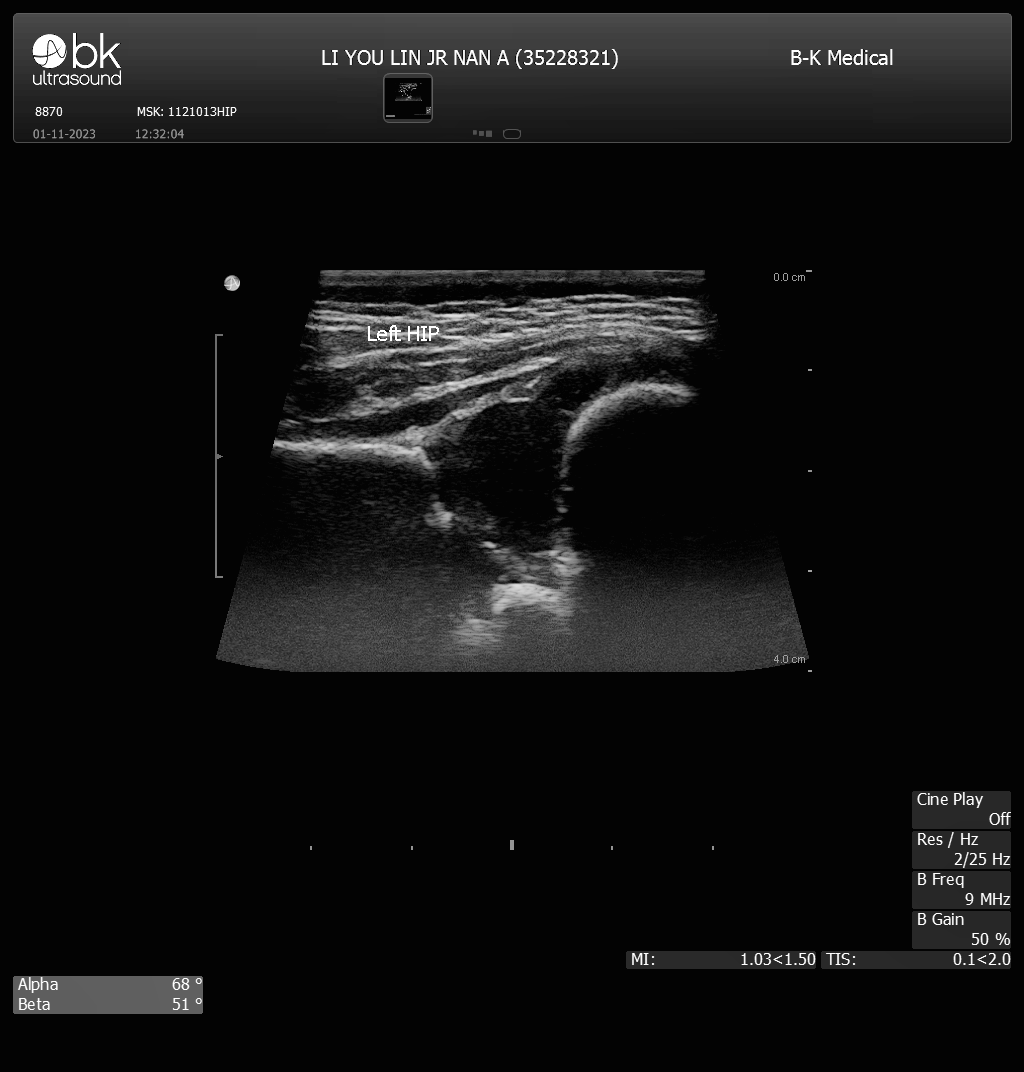 bk
ultrasound
LI YOU LIN JR NAN A (35228321)
B-K Medical
8870
MSK: 1121013HIP
01-11-2023
12:32:04
0.0 cm
Left HIP
4.0 cm
Cine Play
Off
Res / Hz
2/25 Hz
B Freq
9 MHz
B Gain
50 %
MI: 1.03<1.50
TIS: 0.1<2.0
Alpha 68 °
Beta 51 °